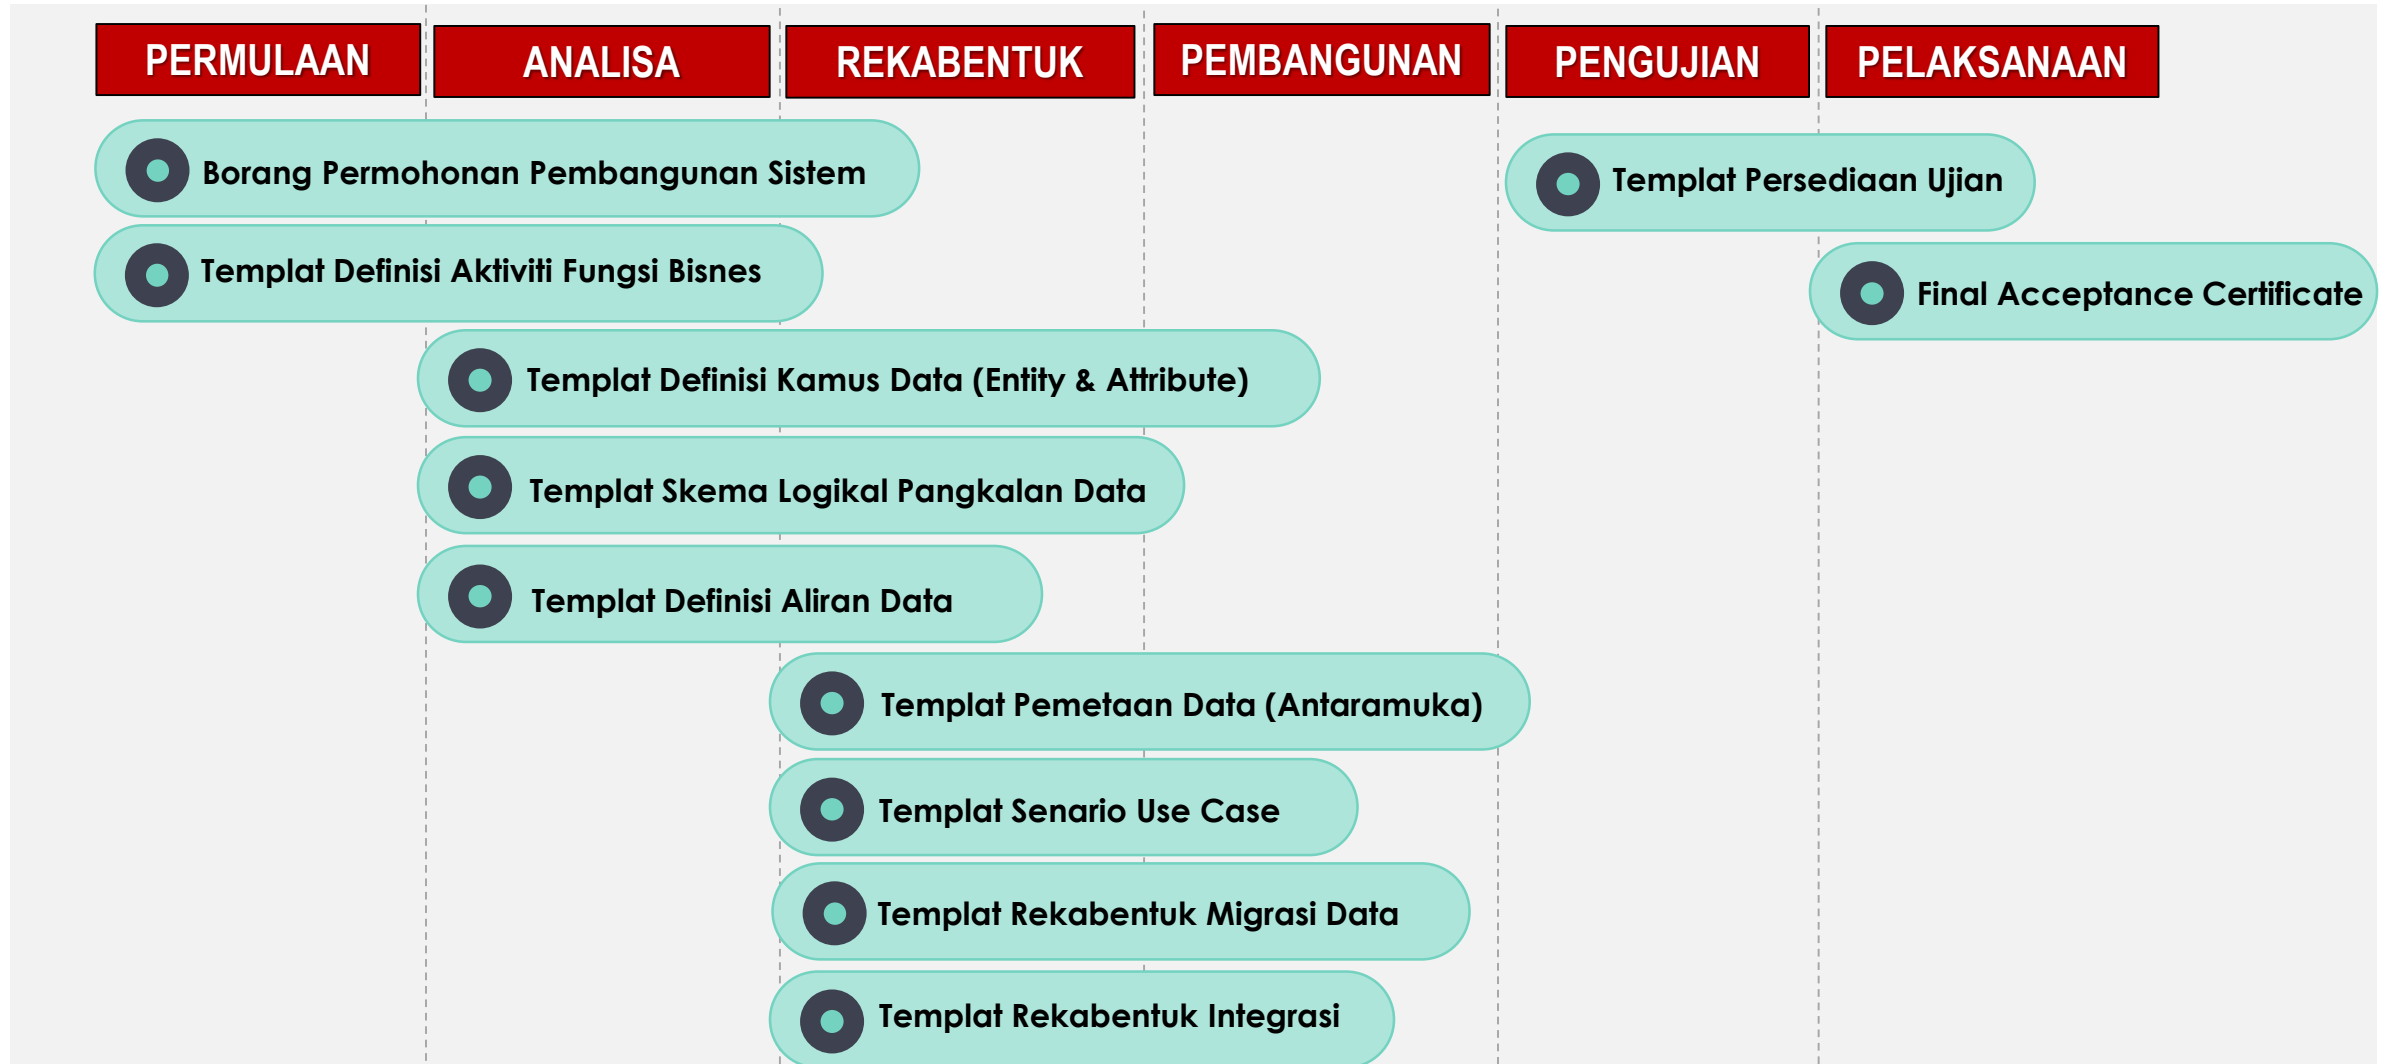 PERMULAAN
ANALISA
REKABENTUK
PEMBANGUNAN
PENGUJIAN
PELAKSANAAN
Borang Permohonan Pembangunan Sistem
Templat Persediaan Ujian
Templat Definisi Aktiviti Fungsi Bisnes
Final Acceptance Certificate
Templat Definisi Kamus Data (Entity & Attribute)
Templat Skema Logikal Pangkalan Data
Templat Definisi Aliran Data
Templat Pemetaan Data (Antaramuka)
Templat Senario Use Case
Templat Rekabentuk Migrasi Data
Templat Rekabentuk Integrasi